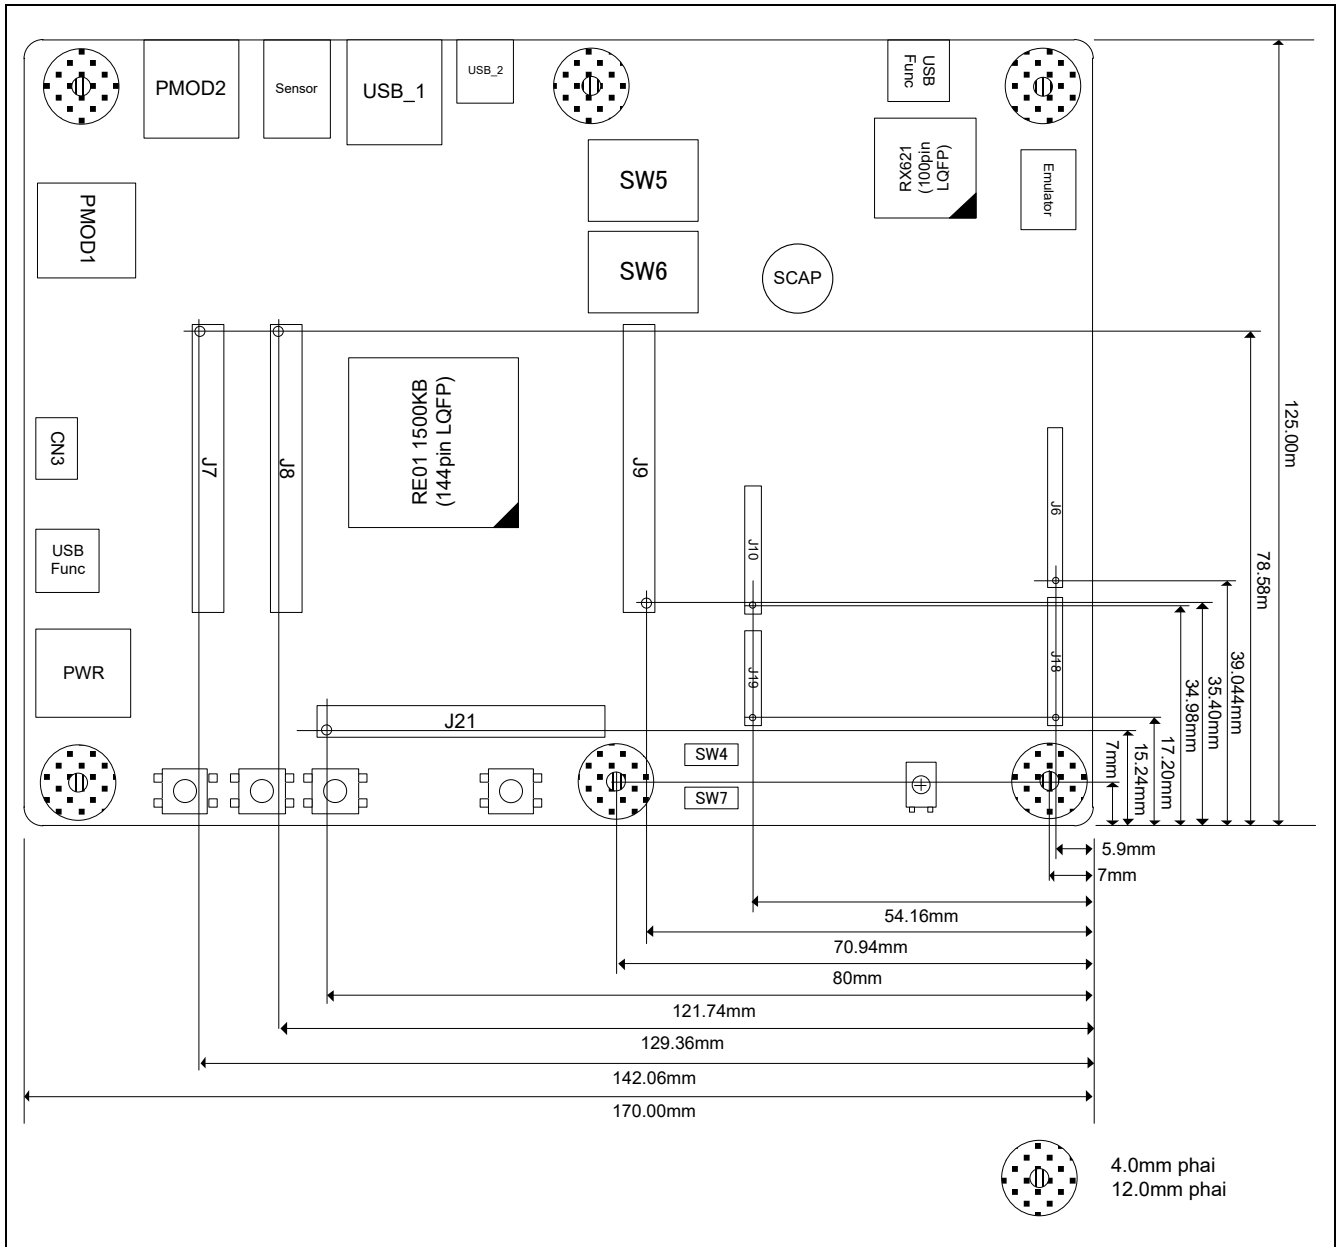 PMOD2
Sensor
USB_1
USB_2
USB
Func
RX621
(100pin
LQFP)
Emulator
PMOD1
SW5
SW6
SCAP
J7
J8
RE01 1500KB
(144pin LQFP)
J9
CN3
USB
Func
PWR
J10
J6
J19
J18
J21
SW4
SW7
125.00m
78.58m
39.044mm
35.40mm
34.98mm
17.20mm
15.24mm
7mm
5.9mm
7mm
54.16mm
70.94mm
80mm
121.74mm
129.36mm
142.06mm
170.00mm
4.0mm phai
12.0mm phai